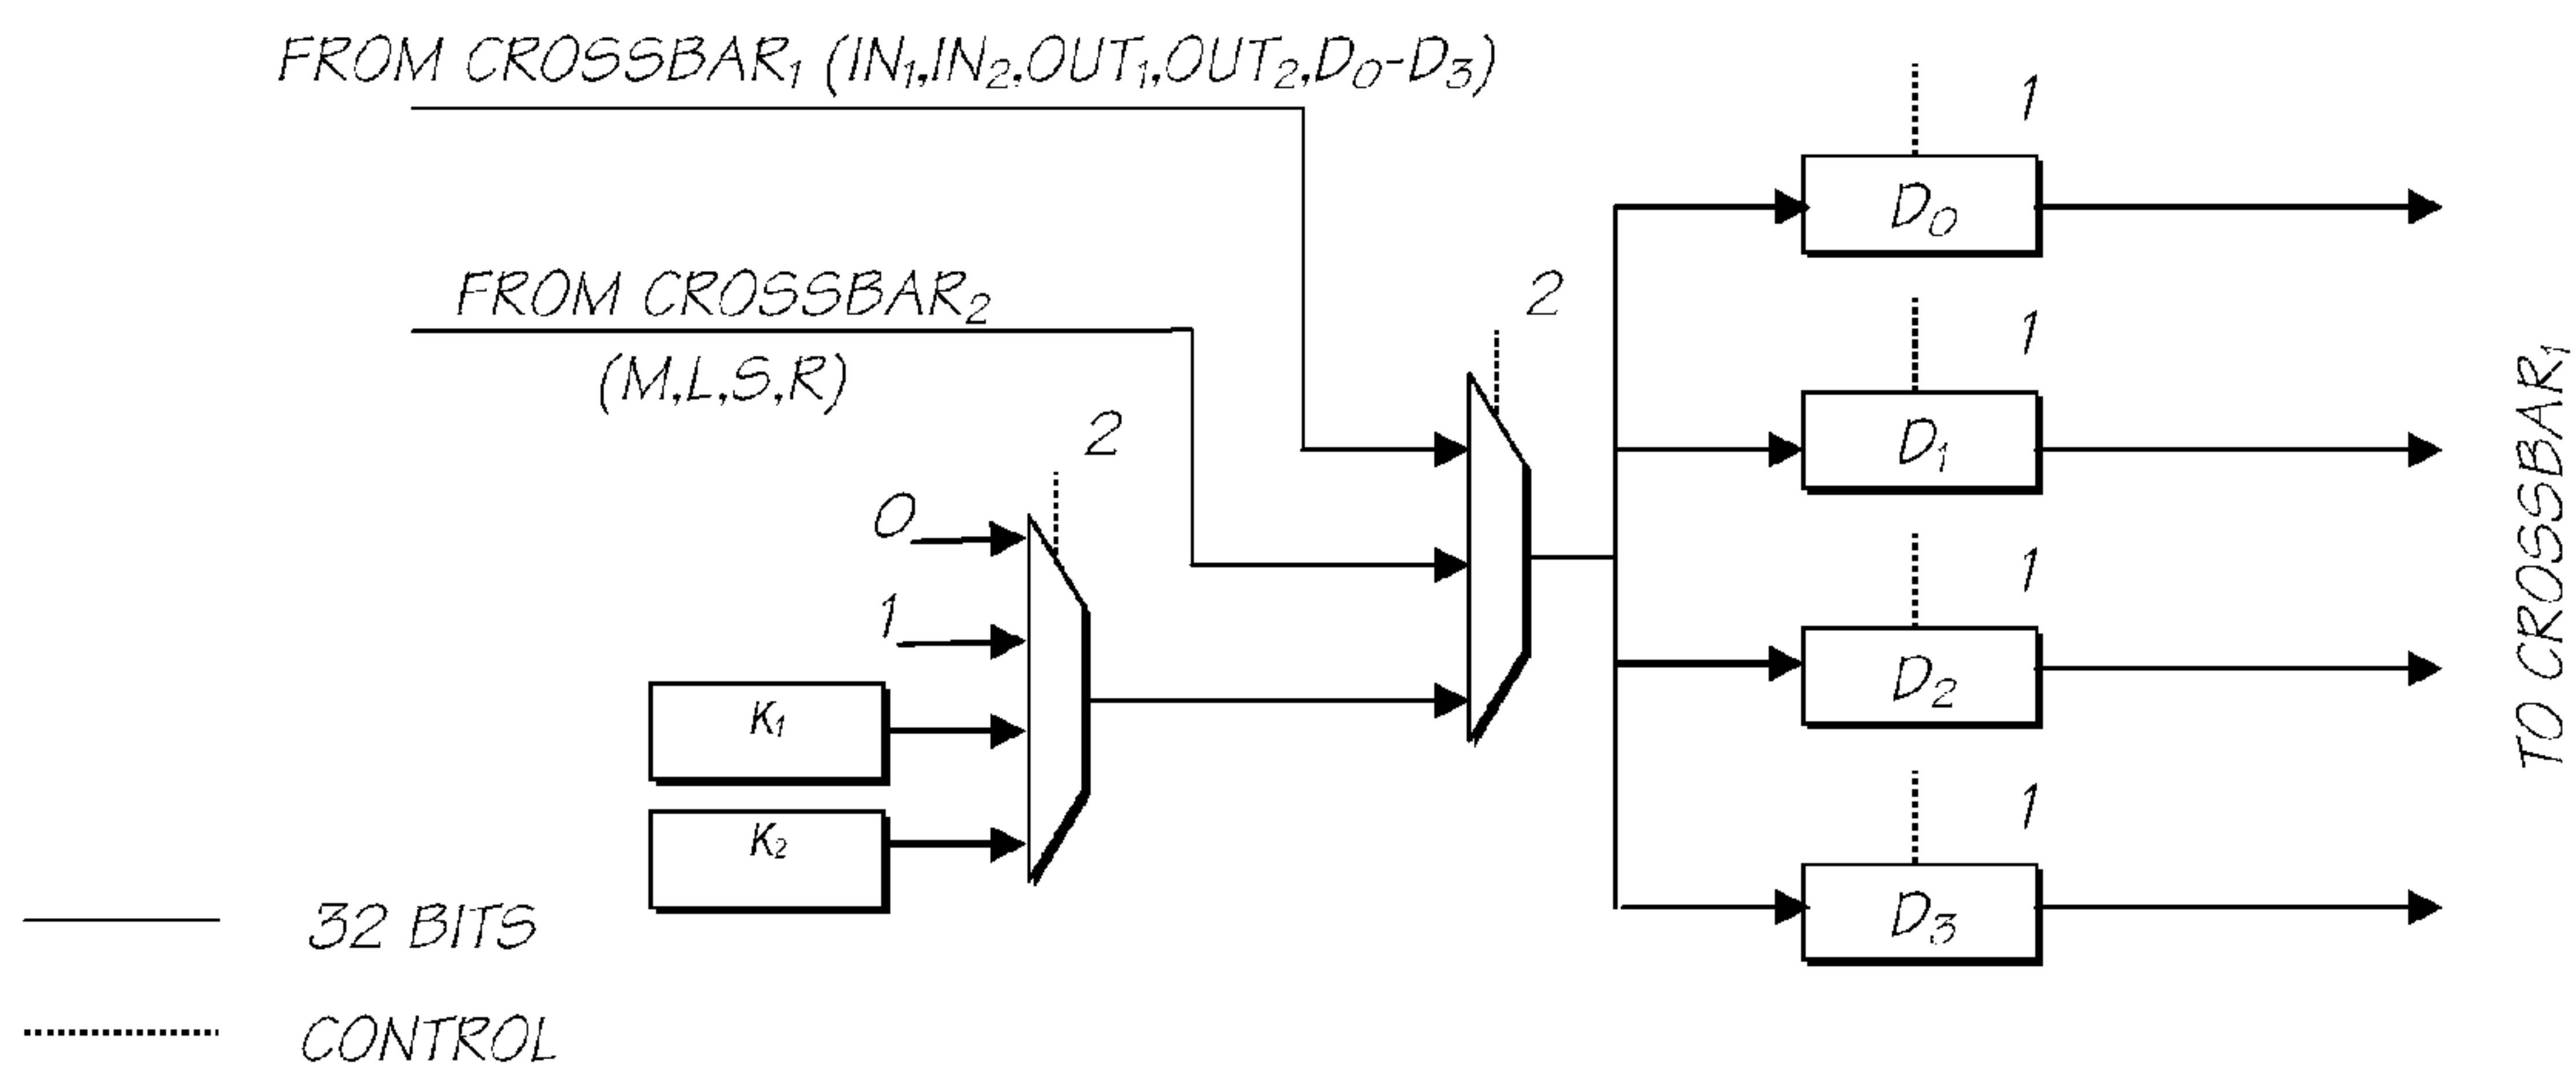 FROM CROSSBAR₁ (IN₁,IN₂,OUT₁,OUT₂,D₀-D₃)
1
D₀
FROM CROSSBAR₂
(M,L,S,R)
2
1
D₁
2
0
1
1
D₂
K₁
K₂
1
D₃
TO CROSSBAR₁
32 BITS
CONTROL